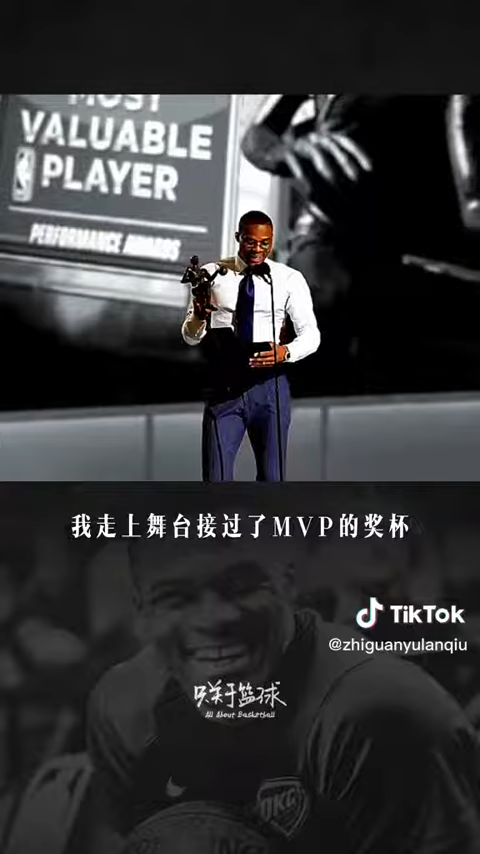 MOST
VALUABLE
PLAYER
PERFORMANCE AWARDS
我走上舞台接过了MVP的奖杯
TikTok
@zhiguanyulanqiu
只关于篮球
All About Basketball
OKC